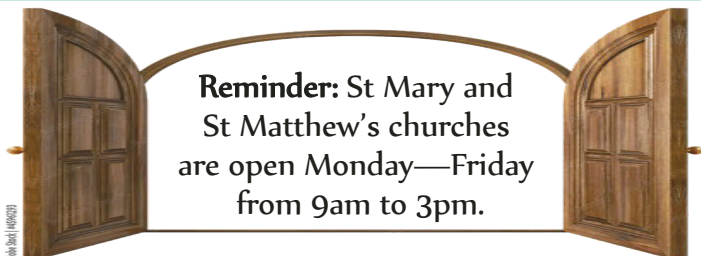 Reminder: St Mary and
St Matthew’s churches
are open Monday—Friday
from 9am to 3pm.